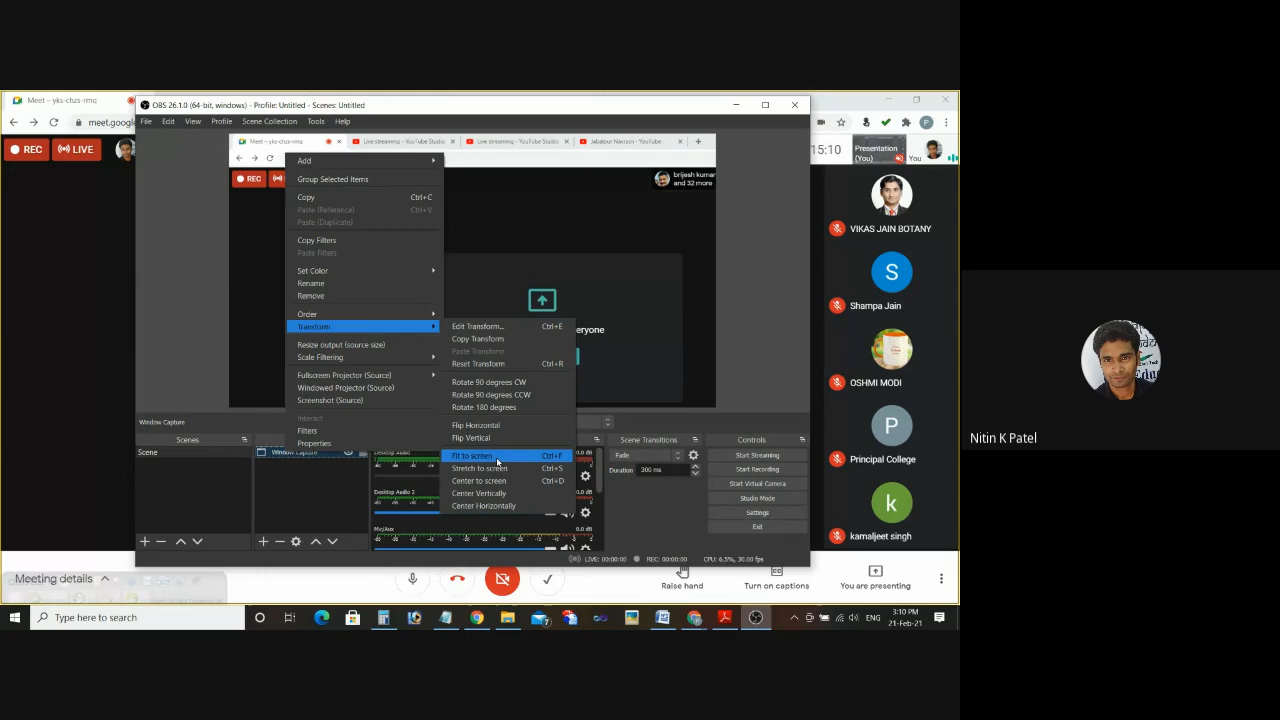 Meet – yks-chzs-rmq
OBS 26.1.0 (64-bit, windows) - Profile: Untitled - Scenes: Untitled
meet.google
File Edit View Profile Scene Collection Tools Help
P
Meet – yks-chzs-rmq
Live streaming - YouTube Studio
Live streaming - YouTube Studio
Jabalpur Navratri - YouTube
REC
LIVE
15:10
Presentation (You)
You
REC
brijesh kumar
and 32 more
Add
Group Selected Items
Copy Ctrl+C
Paste (Reference) Ctrl+V
Paste (Duplicate)
Copy Filters
Paste Filters
Set Color
Rename
Remove
Order
Transform
Resize output (source size)
Scale Filtering
Fullscreen Projector (Source)
Windowed Projector (Source)
Screenshot (Source)
Interact
Filters
Properties
eryone
Edit Transform... Ctrl+E
Copy Transform
Paste Transform
Reset Transform Ctrl+R
Rotate 90 degrees CW
Rotate 90 degrees CCW
Rotate 180 degrees
Flip Horizontal
Flip Vertical
Fit to screen Ctrl+F
Stretch to screen Ctrl+S
Center to screen Ctrl+D
Center Vertically
Center Horizontally
VIKAS JAIN BOTANY
S
Shampa Jain
OSHMI MODI
P
Principal College
k
kamaljeet singh
Nitin K Patel
Window Capture
Scenes
Scene
Window Capture
Desktop Audio
Desktop Audio 2
Mic/Aux
0.0 dB
0.0 dB
0.0 dB
Scene Transitions
Fade
Duration 300 ms
Controls
Start Streaming
Start Recording
Start Virtual Camera
Studio Mode
Settings
Exit
LIVE: 00:00:00 REC: 00:00:00 CPU: 6.5%, 30.00 fps
Meeting details
Raise hand
Turn on captions
You are presenting
Type here to search
7
ENG
3:10 PM
21-Feb-21